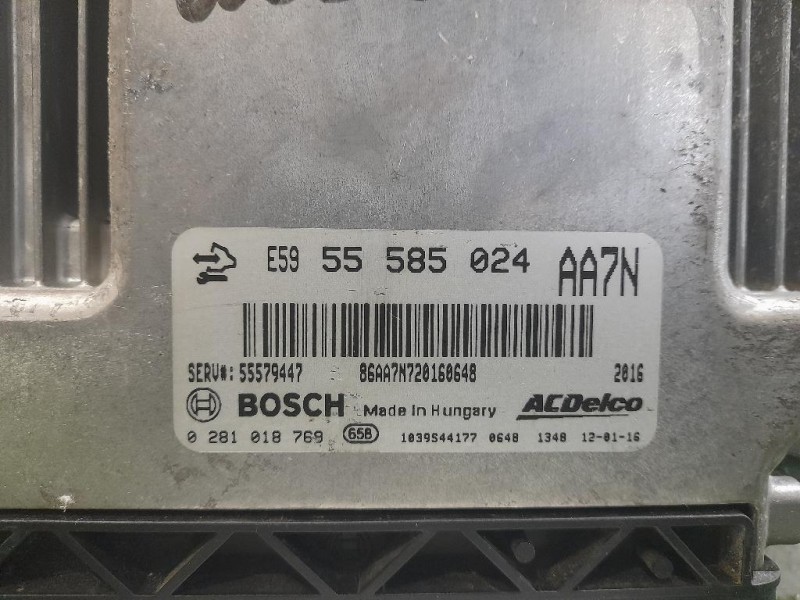 E59 55 585 024 AA7N
SERV#: 55579447 86AA7N720160648 2016
BOSCH Made in Hungary ACDelco
0 281 018 769 658 1039S44177 0648 1348 12-01-16